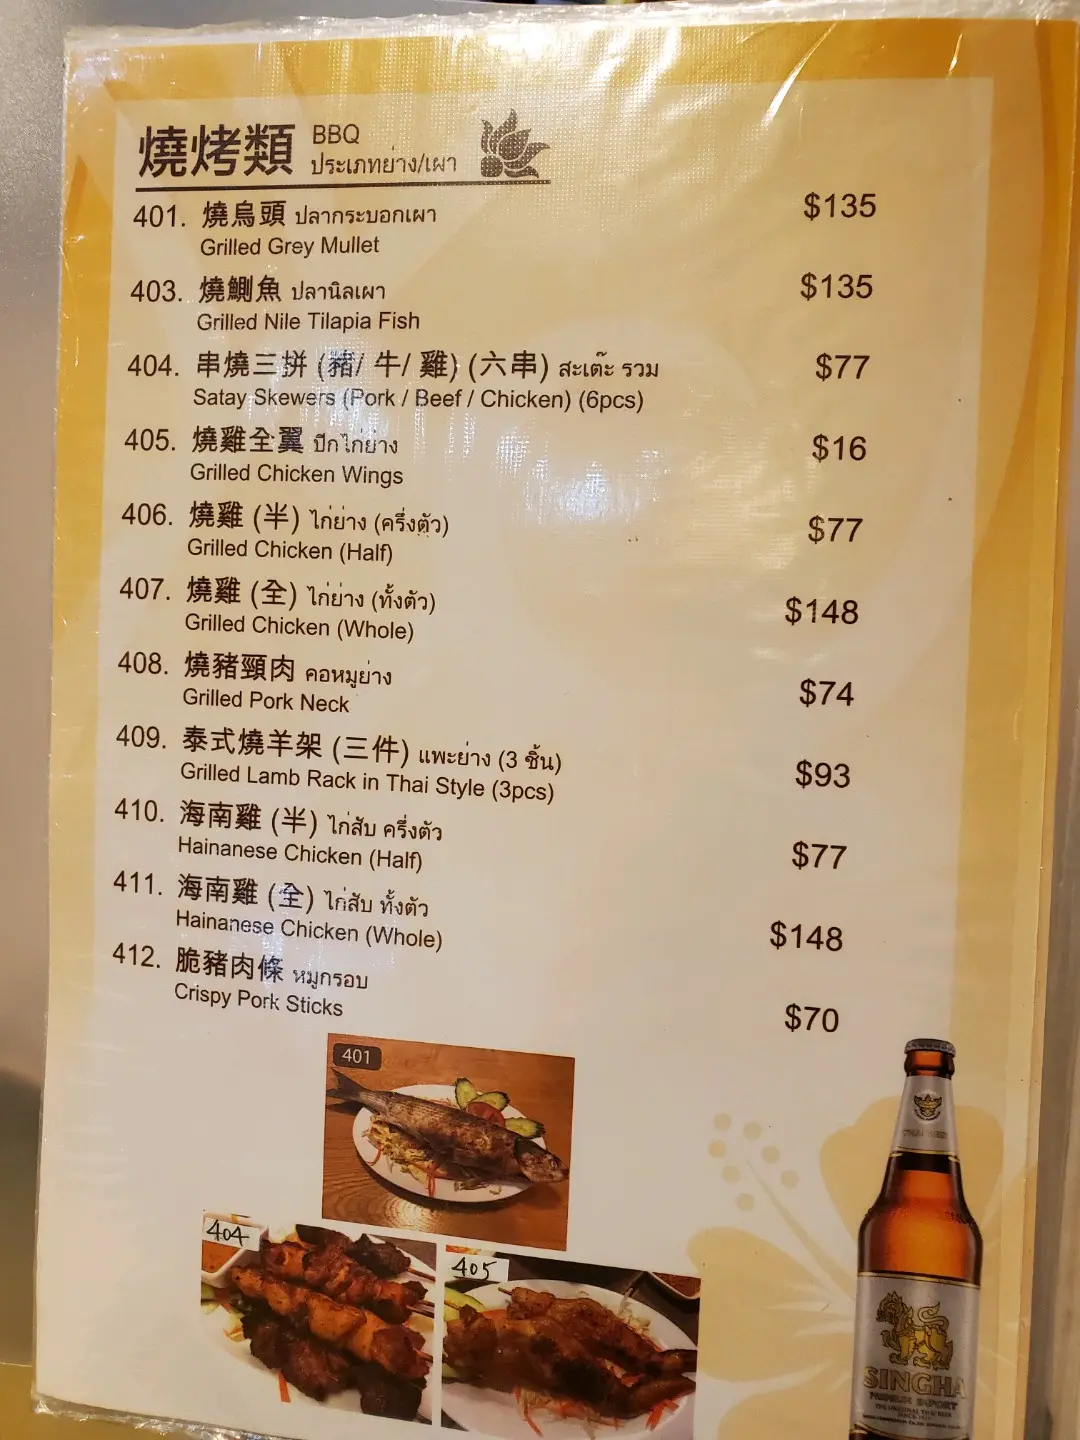 燒烤類 BBQ
ประเภทย่าง/เผา
401. 燒烏頭 ปลากระบอกเผา $135
Grilled Grey Mullet
403. 燒鰂魚 ปลานิลเผา $135
Grilled Nile Tilapia Fish
404. 串燒三拼 (豬/ 牛/ 雞) (六串) สะเต๊ะ รวม $77
Satay Skewers (Pork / Beef / Chicken) (6pcs)
405. 燒雞全翼 ปีกไก่ย่าง $16
Grilled Chicken Wings
406. 燒雞 (半) ไก่ย่าง (ครึ่งตัว) $77
Grilled Chicken (Half)
407. 燒雞 (全) ไก่ย่าง (ทั้งตัว) $148
Grilled Chicken (Whole)
408. 燒豬頸肉 คอหมูย่าง $74
Grilled Pork Neck
409. 泰式燒羊架 (三件) แพะย่าง (3 ชิ้น) $93
Grilled Lamb Rack in Thai Style (3pcs)
410. 海南雞 (半) ไก่สับ ครึ่งตัว $77
Hainanese Chicken (Half)
411. 海南雞 (全) ไก่สับ ทั้งตัว $148
Hainanese Chicken (Whole)
412. 脆豬肉條 หมูกรอบ $70
Crispy Pork Sticks
401
404
405
SINGHA
PREMIUM IMPORT